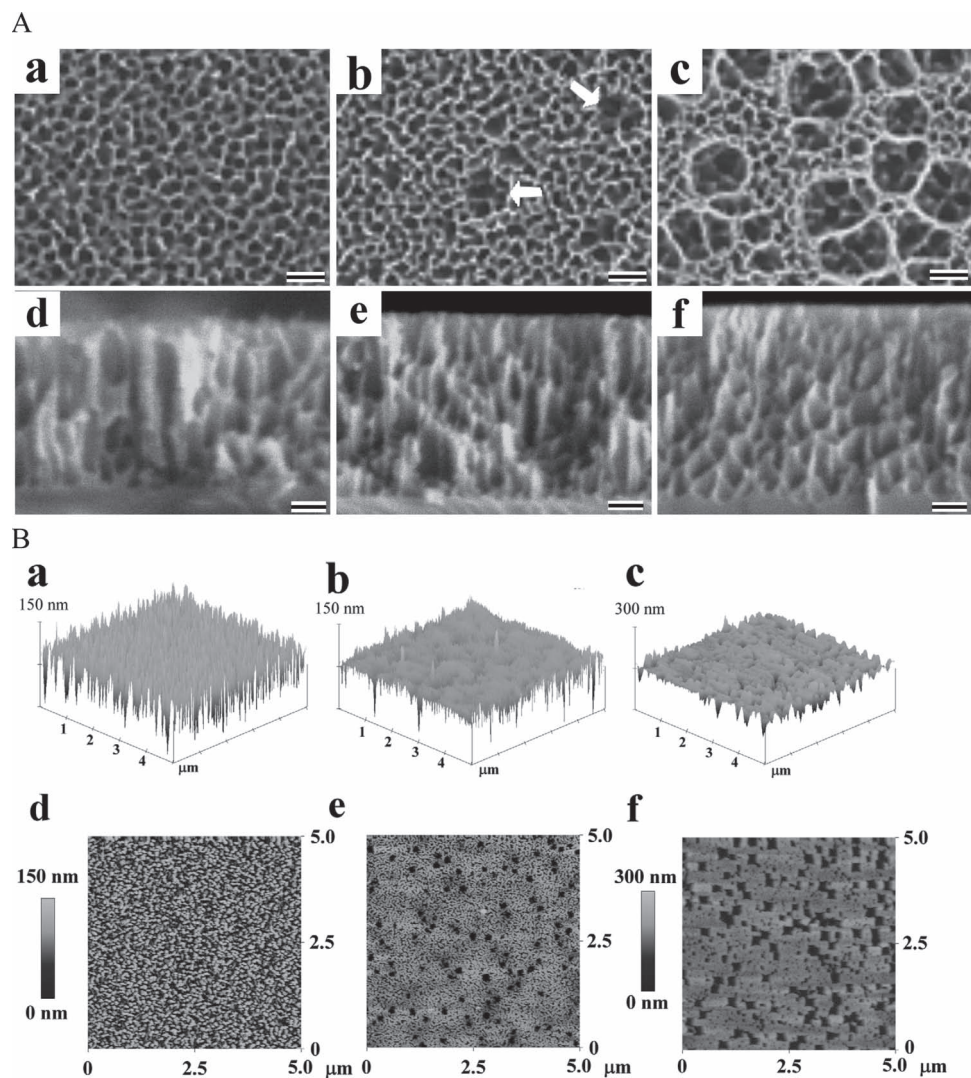 A
a b c
d e f
B
a b c
150 nm 150 nm 300 nm
1 2 3 4 μm 1 2 3 4 μm 1 2 3 4 μm
d e f
150 nm 5.0 5.0 300 nm 5.0
2.5 2.5 2.5
0 nm 0 nm
0 0 0
0 2.5 5.0 μm 0 2.5 5.0 μm 0 2.5 5.0 μm